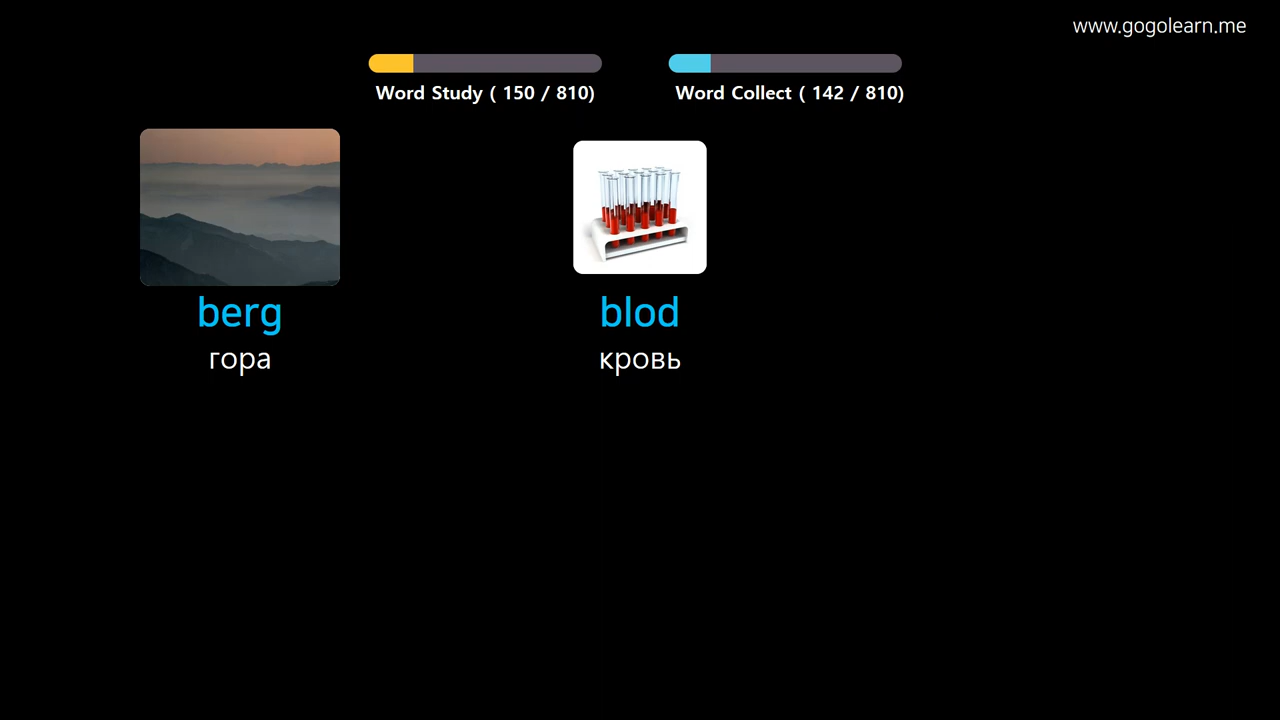 www.gogolearn.me
Word Study ( 150 / 810)
Word Collect ( 142 / 810)
berg
гора
blod
кровь